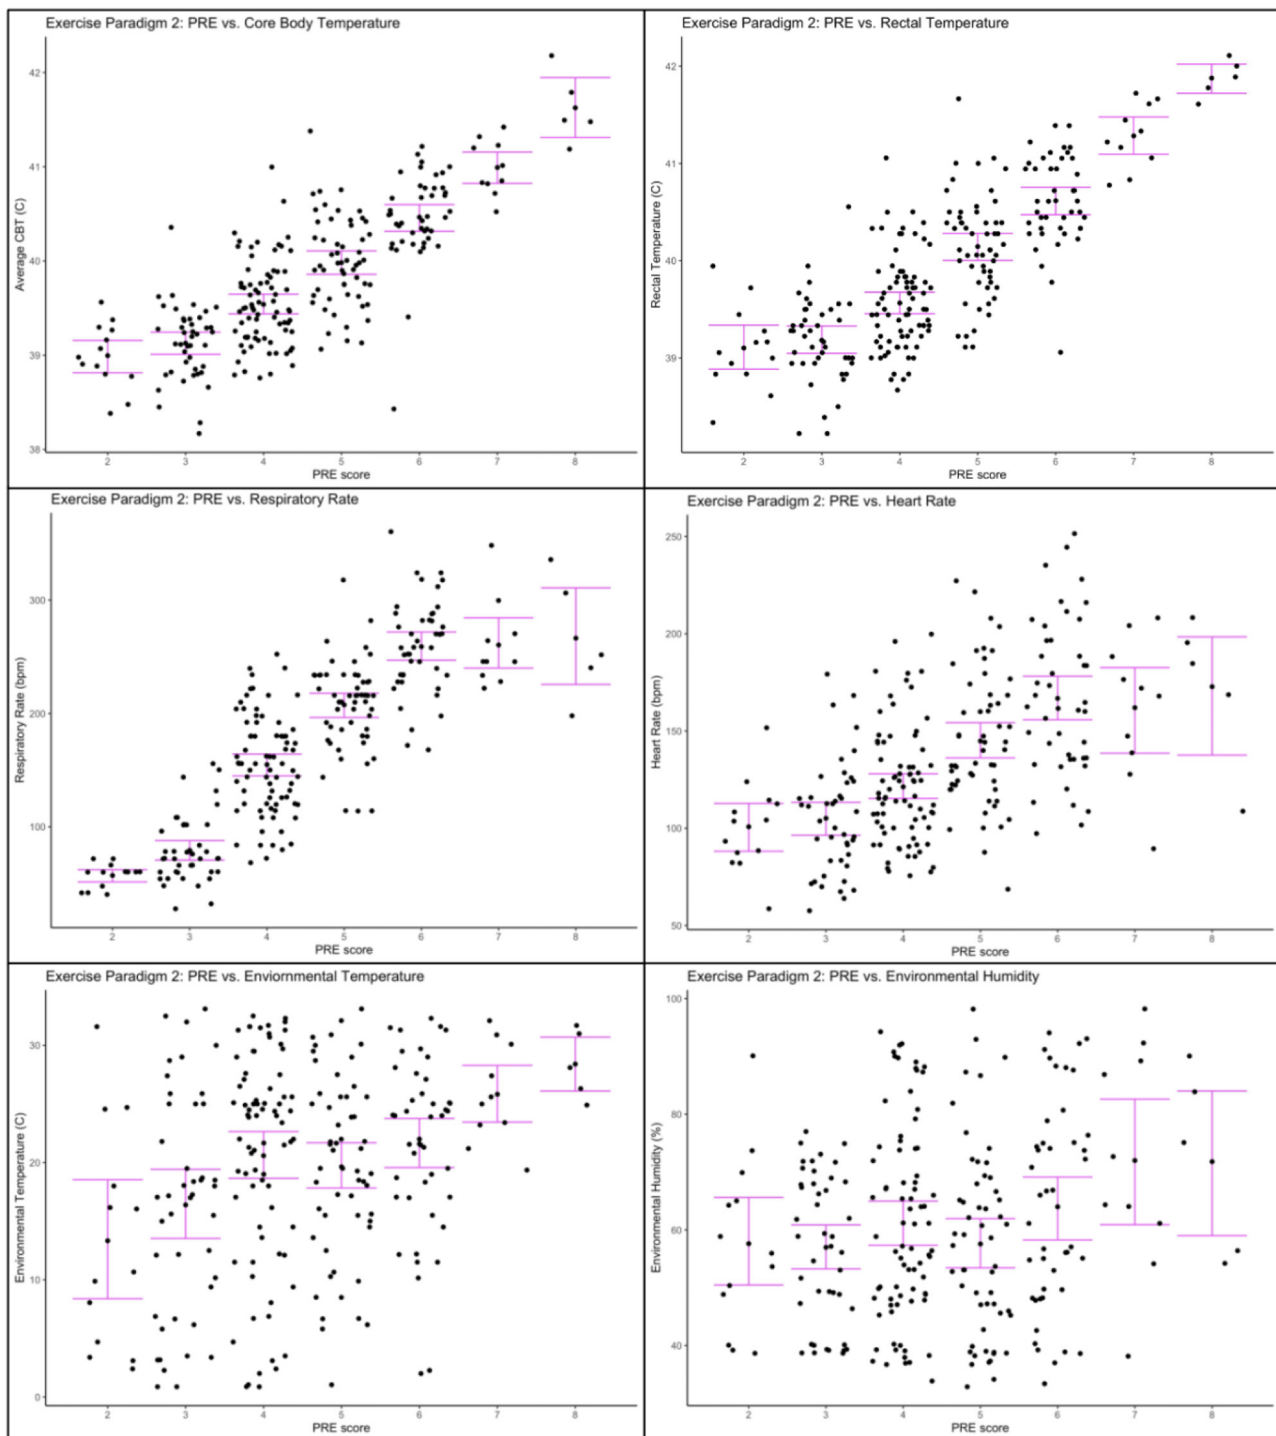 Exercise Paradigm 2: PRE vs. Core Body Temperature
Average CBT (C)
42
41
40
39
38
2 3 4 5 6 7 8
PRE score
Exercise Paradigm 2: PRE vs. Rectal Temperature
Rectal Temperature (C)
42
41
40
39
2 3 4 5 6 7 8
PRE score
Exercise Paradigm 2: PRE vs. Respiratory Rate
Respiratory Rate (bpm)
300
200
100
2 3 4 5 6 7 8
PRE score
Exercise Paradigm 2: PRE vs. Heart Rate
Heart Rate (bpm)
250
200
150
100
50
2 3 4 5 6 7 8
PRE score
Exercise Paradigm 2: PRE vs. Enviornmental Temperature
Environmental Temperature (C)
30
20
10
0
2 3 4 5 6 7 8
PRE score
Exercise Paradigm 2: PRE vs. Environmental Humidity
Environmental Humidity (%)
100
80
60
40
2 3 4 5 6 7 8
PRE score